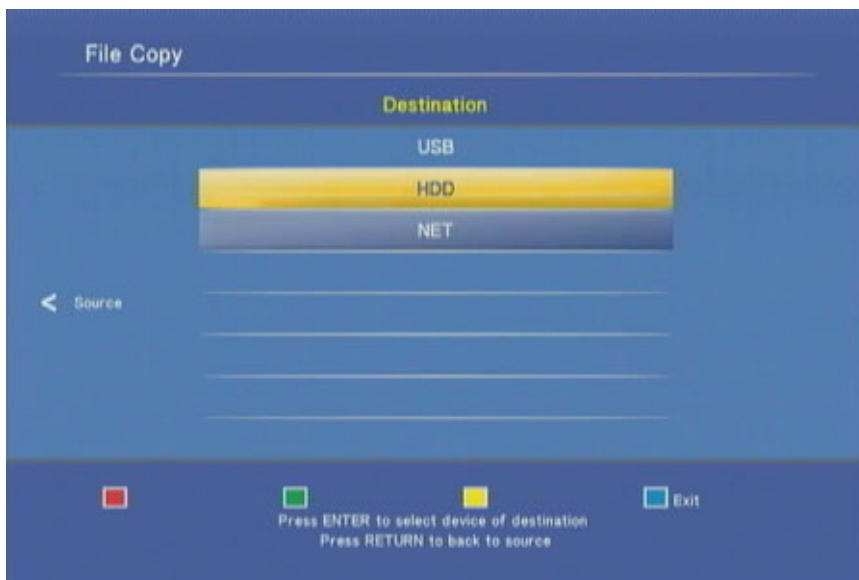 File Copy
Destination
USB
HDD
NET
< Source
Exit
Press ENTER to select device of destination
Press RETURN to back to source